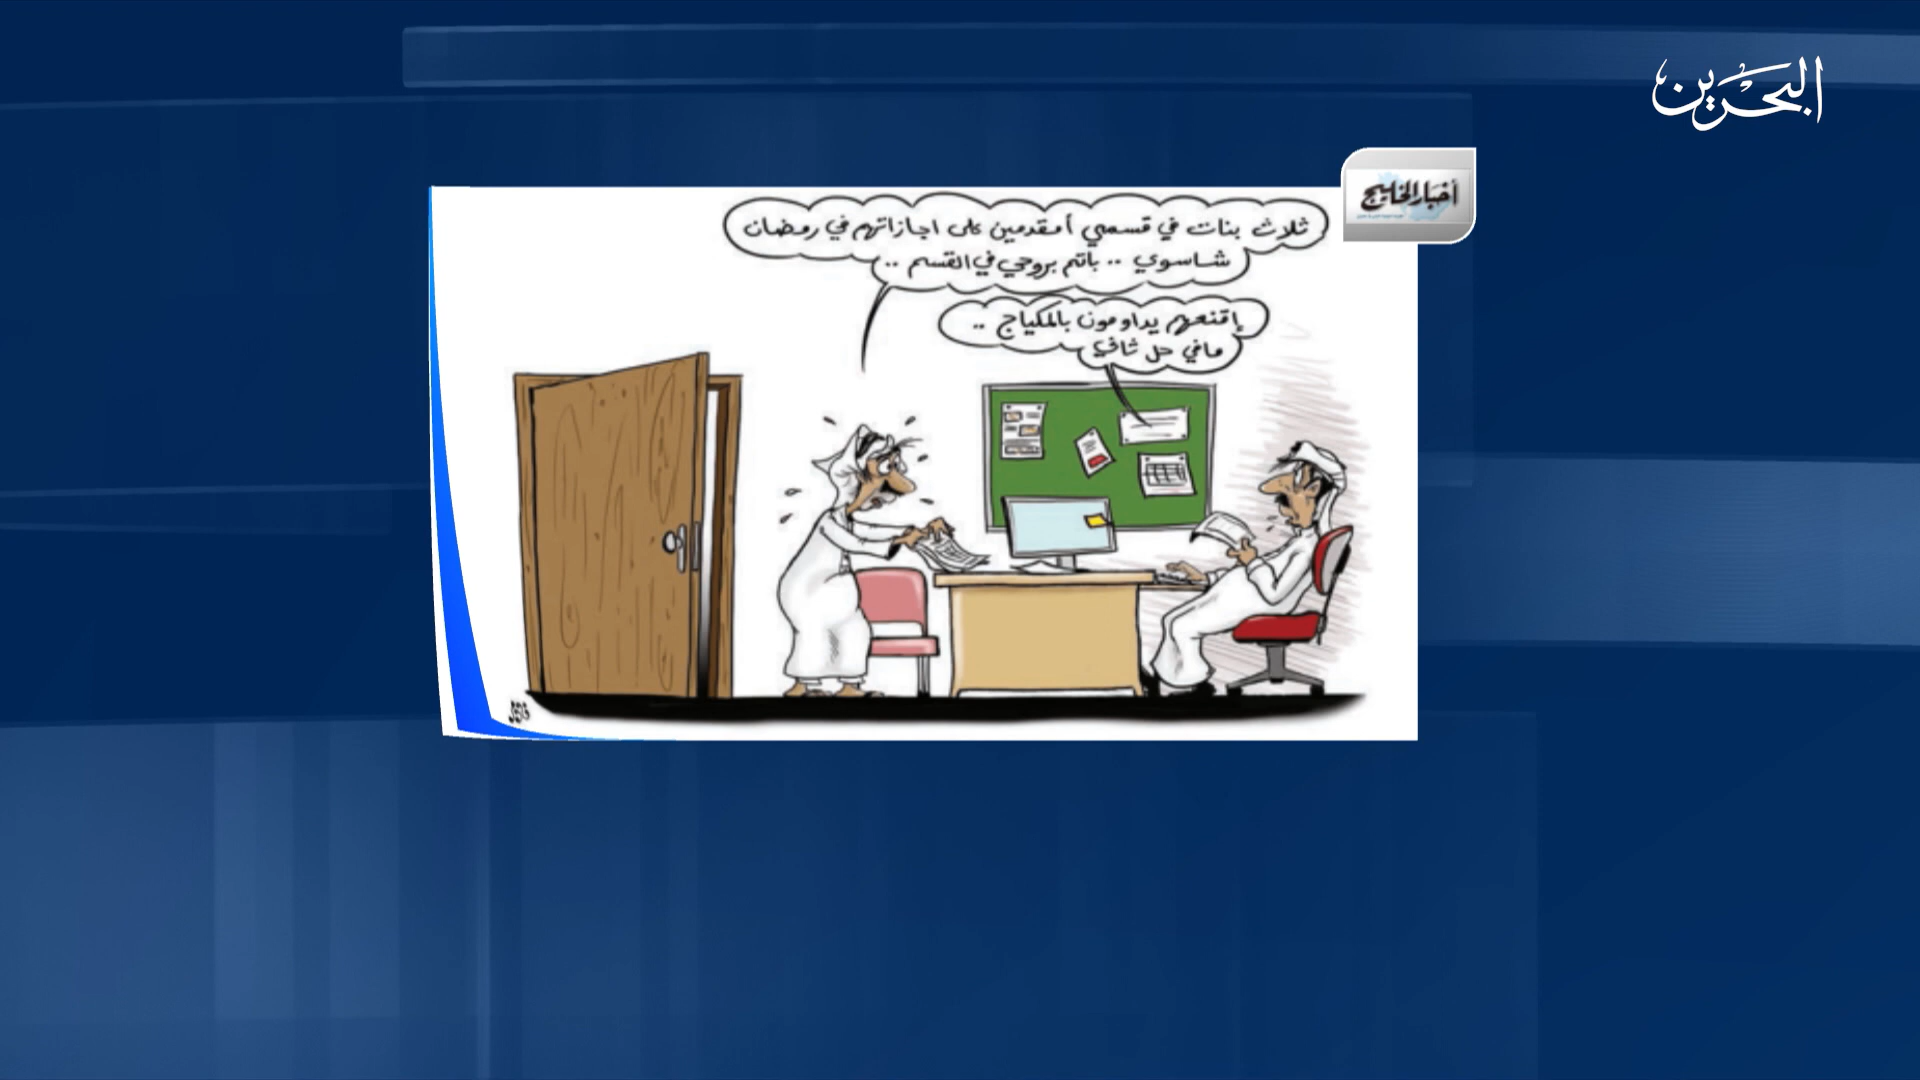 البحرين
أخبار الخليج
ثلاث بنات في قسمي أمقدمين على اجازاتهم في رمضان
شاسوي .. باتم بروحي في القسم ..
إقنعهم يداومون بالمكياج ..
مافي حل ثاني